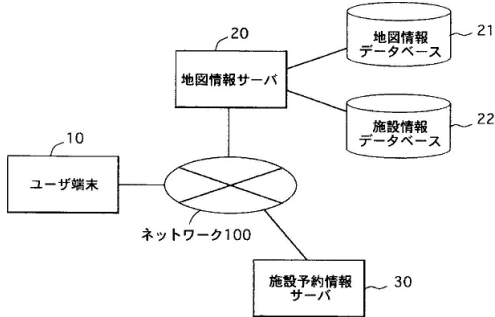 20
地図情報サーバ
地図情報
データベース
21
施設情報
データベース
22
10
ユーザ端末
ネットワーク100
施設予約情報
サーバ
30